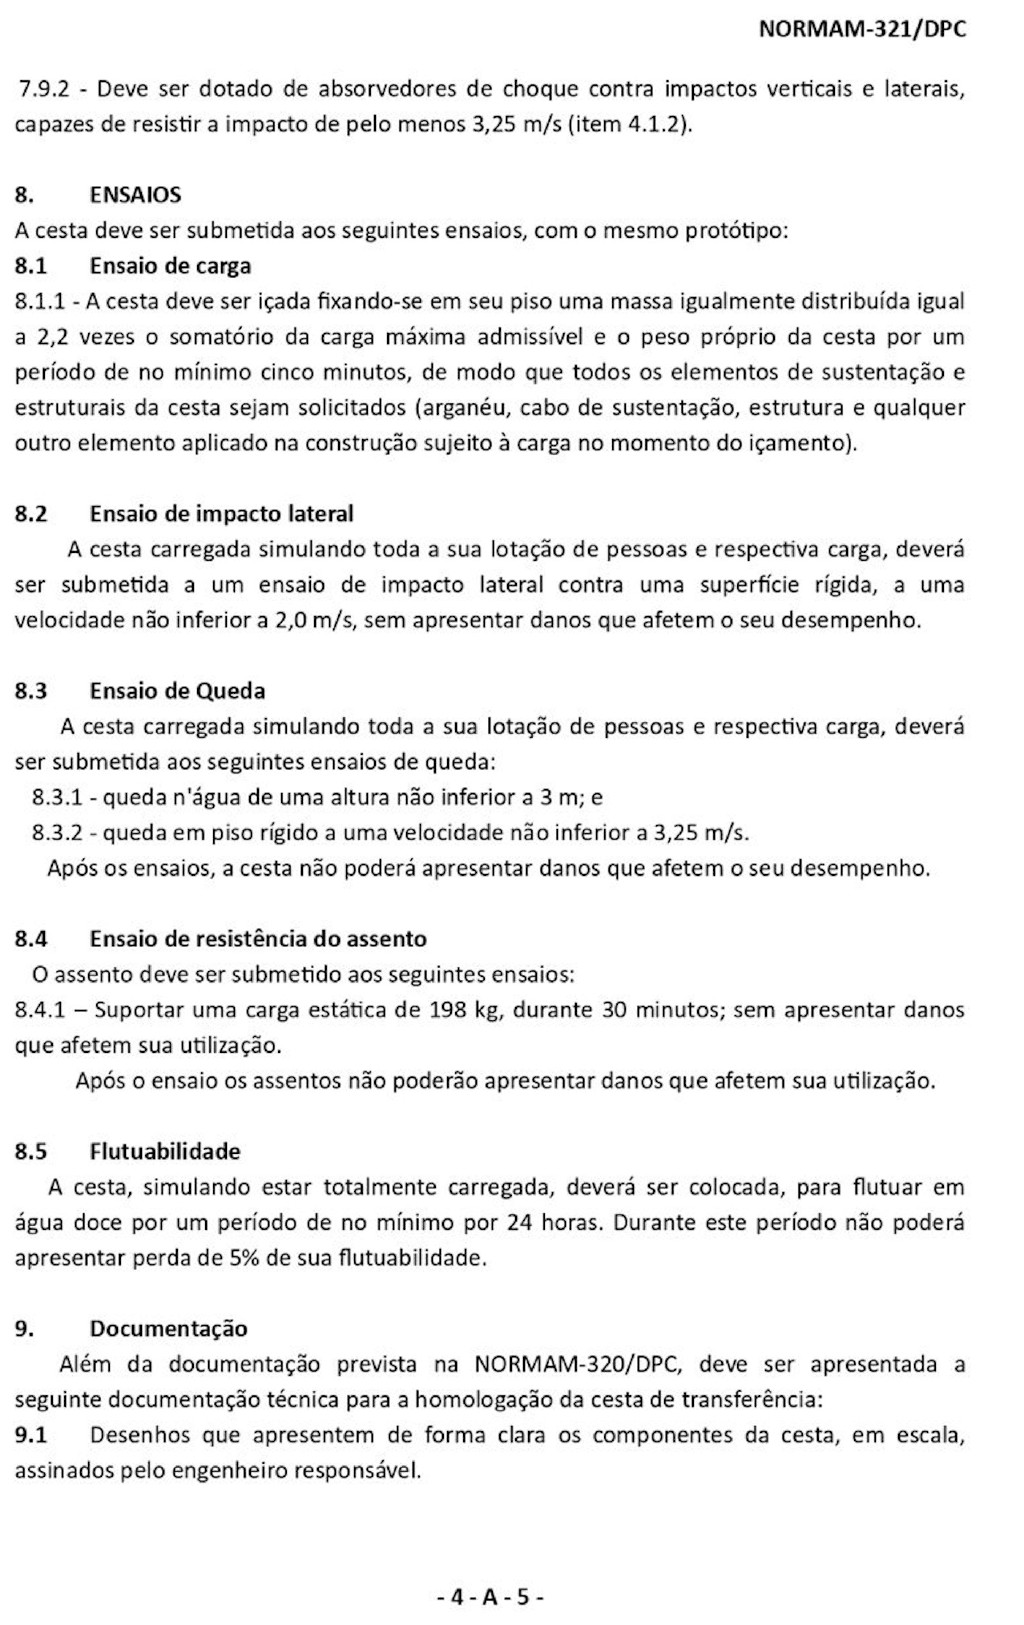 NORMAM-321/DPC
7.9.2 - Deve ser dotado de absorvedores de choque contra impactos verticais e laterais,
capazes de resistir a impacto de pelo menos 3,25 m/s (item 4.1.2).
8. ENSAIOS
A cesta deve ser submetida aos seguintes ensaios, com o mesmo protótipo:
8.1 Ensaio de carga
8.1.1 - A cesta deve ser içada fixando-se em seu piso uma massa igualmente distribuída igual
a 2,2 vezes o somatório da carga máxima admissível e o peso próprio da cesta por um
período de no mínimo cinco minutos, de modo que todos os elementos de sustentação e
estruturais da cesta sejam solicitados (arganéu, cabo de sustentação, estrutura e qualquer
outro elemento aplicado na construção sujeito à carga no momento do içamento).
8.2 Ensaio de impacto lateral
A cesta carregada simulando toda a sua lotação de pessoas e respectiva carga, deverá
ser submetida a um ensaio de impacto lateral contra uma superfície rígida, a uma
velocidade não inferior a 2,0 m/s, sem apresentar danos que afetem o seu desempenho.
8.3 Ensaio de Queda
A cesta carregada simulando toda a sua lotação de pessoas e respectiva carga, deverá
ser submetida aos seguintes ensaios de queda:
8.3.1 - queda n'água de uma altura não inferior a 3 m; e
8.3.2 - queda em piso rígido a uma velocidade não inferior a 3,25 m/s.
Após os ensaios, a cesta não poderá apresentar danos que afetem o seu desempenho.
8.4 Ensaio de resistência do assento
O assento deve ser submetido aos seguintes ensaios:
8.4.1 – Suportar uma carga estática de 198 kg, durante 30 minutos; sem apresentar danos
que afetem sua utilização.
Após o ensaio os assentos não poderão apresentar danos que afetem sua utilização.
8.5 Flutuabilidade
A cesta, simulando estar totalmente carregada, deverá ser colocada, para flutuar em
água doce por um período de no mínimo por 24 horas. Durante este período não poderá
apresentar perda de 5% de sua flutuabilidade.
9. Documentação
Além da documentação prevista na NORMAM-320/DPC, deve ser apresentada a
seguinte documentação técnica para a homologação da cesta de transferência:
9.1 Desenhos que apresentem de forma clara os componentes da cesta, em escala,
assinados pelo engenheiro responsável.
- 4 - A - 5 -